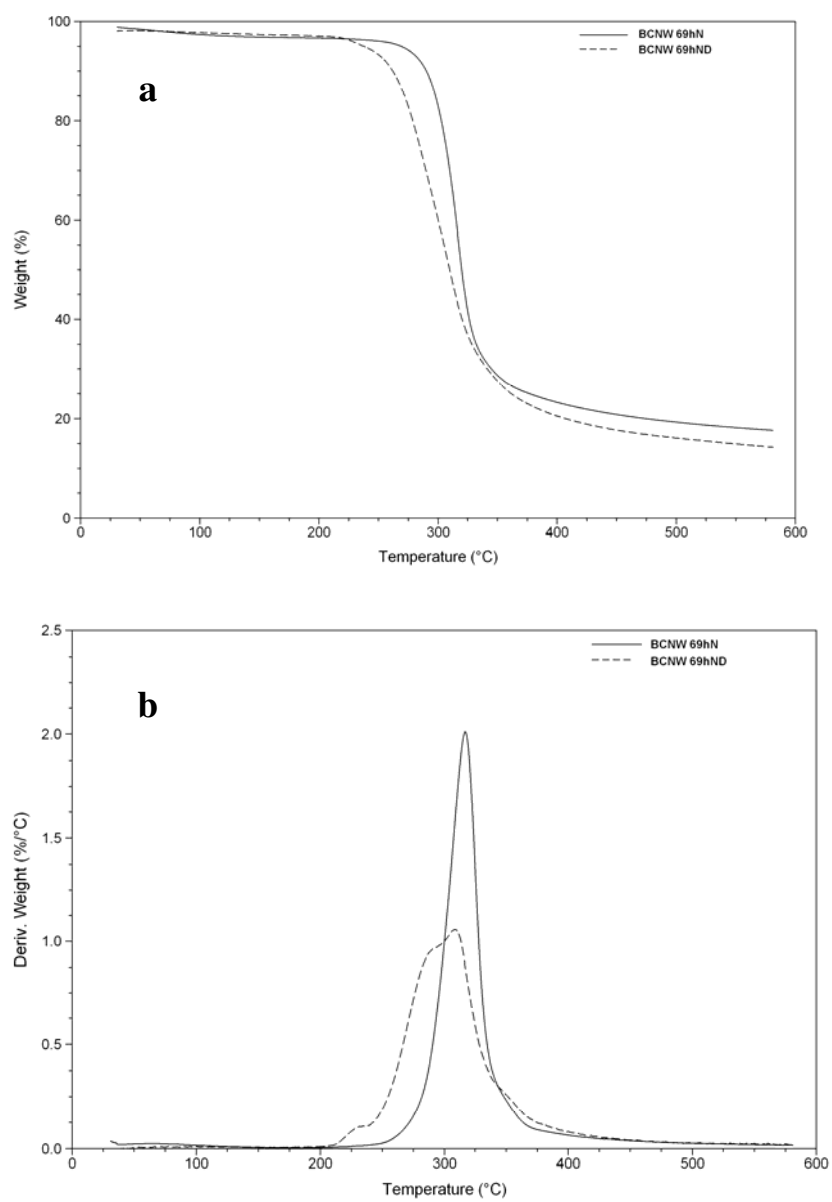 100
BCNW 69hN
BCNW 69hND
a
80
60
Weight (%)
40
20
0
0 100 200 300 400 500 600
Temperature (°C)
2.5
BCNW 69hN
BCNW 69hND
b
2.0
1.5
Deriv. Weight (%/°C)
1.0
0.5
0.0
0 100 200 300 400 500 600
Temperature (°C)